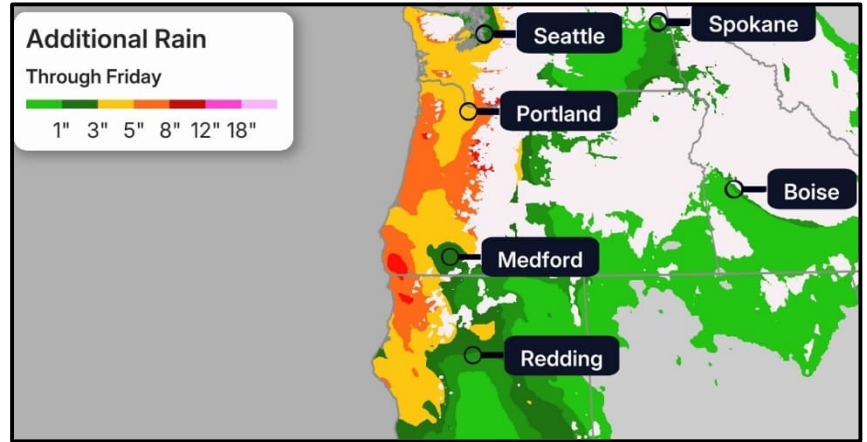 Additional Rain
Through Friday
1" 3" 5" 8" 12" 18"
Seattle
Spokane
Portland
Boise
Medford
Redding